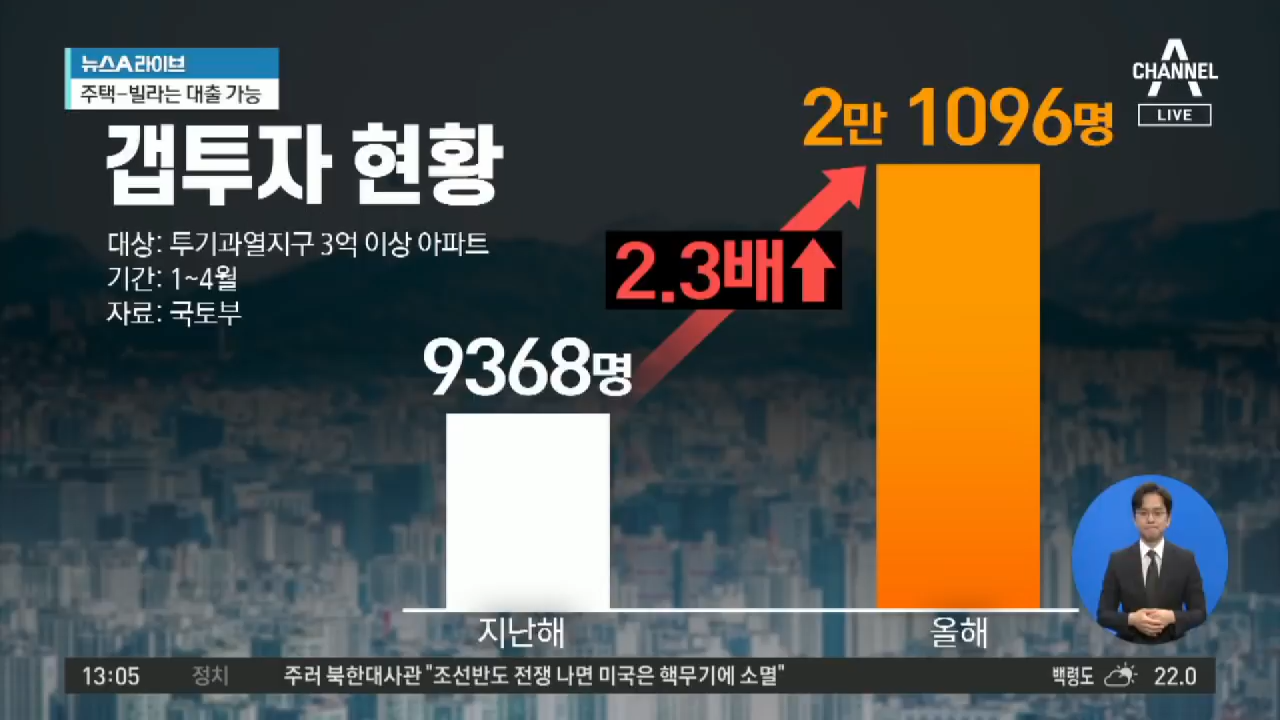 뉴스A 라이브
주택-빌라는 대출 가능
CHANNEL A
LIVE
갭투자 현황
대상: 투기과열지구 3억 이상 아파트
기간: 1~4월
자료: 국토부
2만 1096명
2.3배
9368명
지난해
올해
13:05 정치 주러 북한대사관 "조선반도 전쟁 나면 미국은 핵무기에 소멸" 백령도 22.0